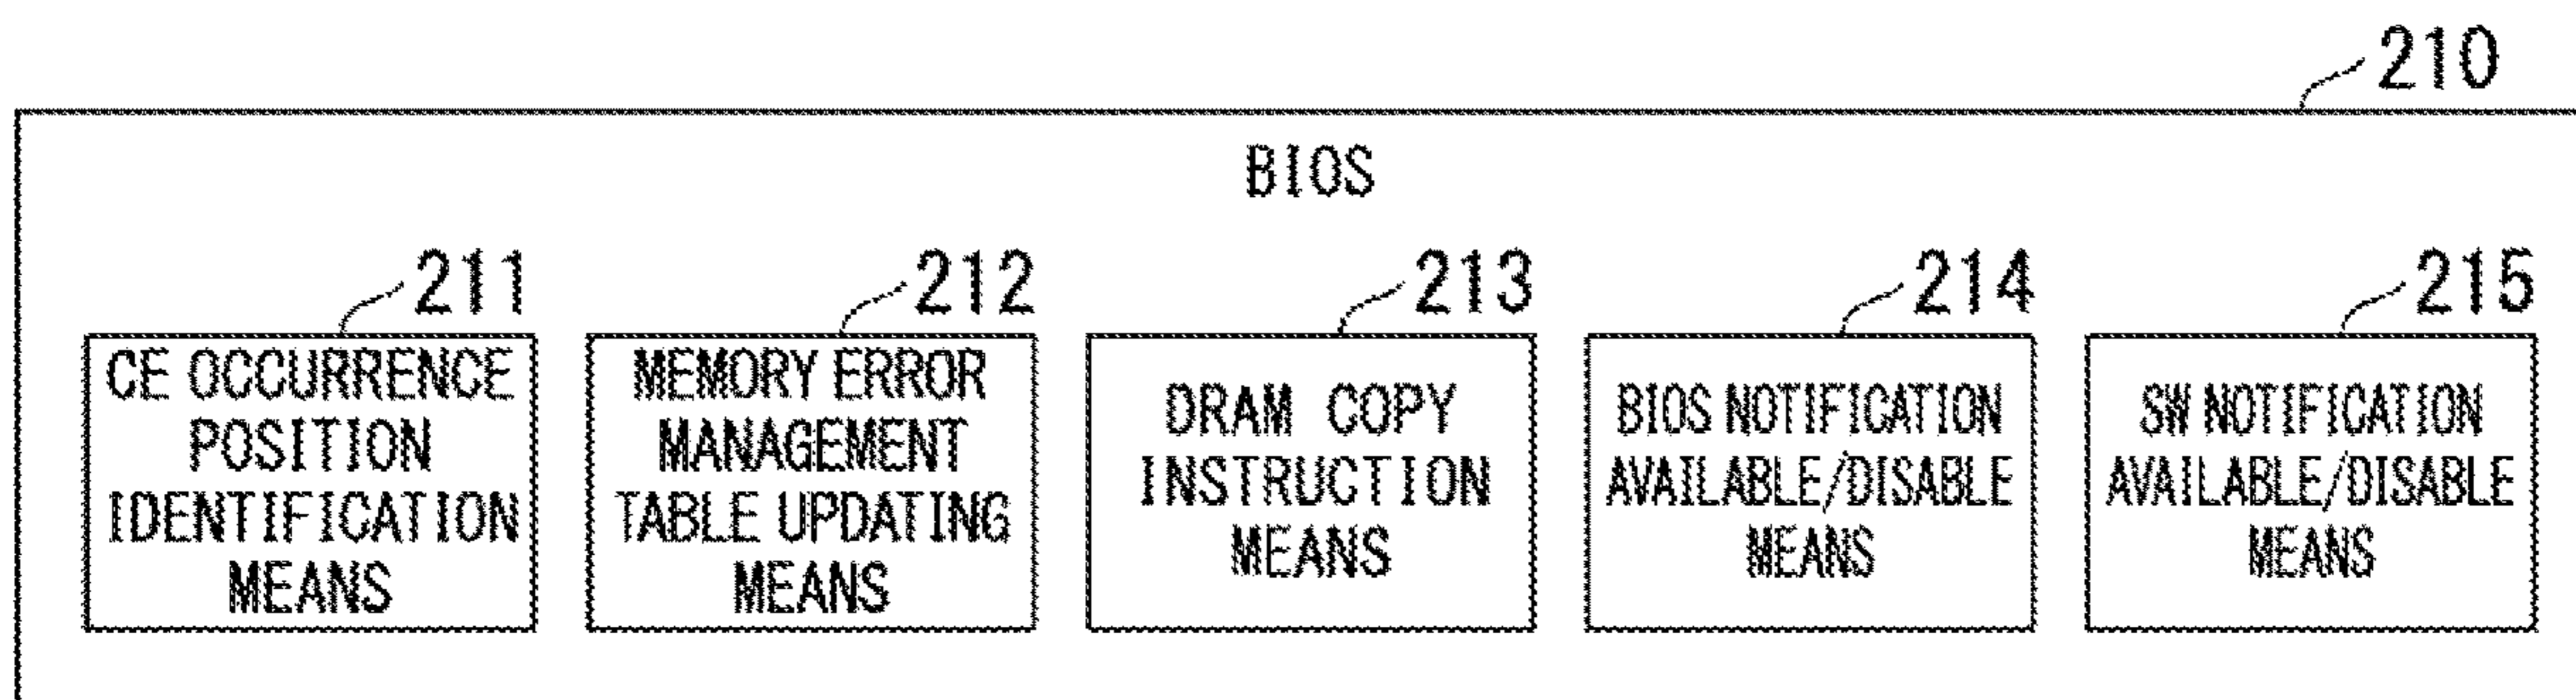 210
BIOS
211
212
213
214
215
CE OCCURRENCE
POSITION
IDENTIFICATION
MEANS
MEMORY ERROR
MANAGEMENT
TABLE UPDATING
MEANS
DRAM COPY
INSTRUCTION
MEANS
BIOS NOTIFICATION
AVAILABLE/DISABLE
MEANS
SW NOTIFICATION
AVAILABLE/DISABLE
MEANS